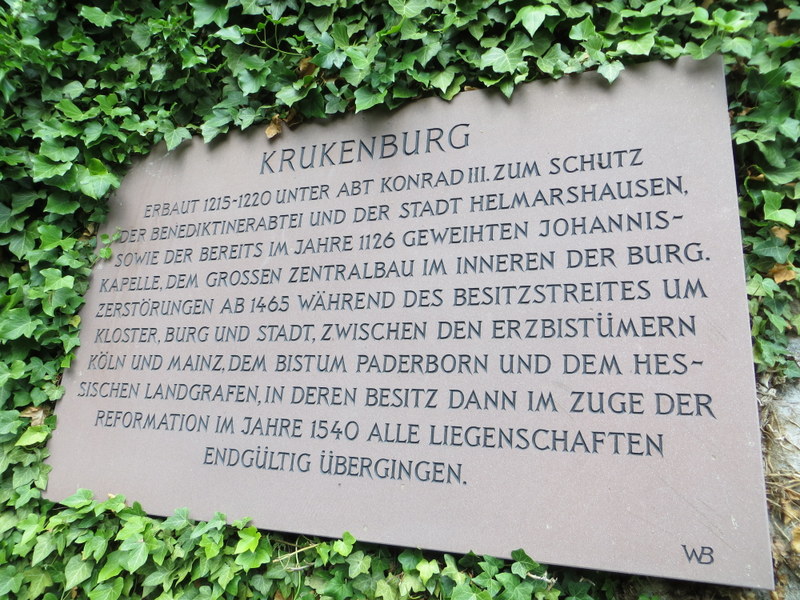 KRUKENBURG
ERBAUT 1215-1220 UNTER ABT KONRAD III. ZUM SCHUTZ
DER BENEDIKTINERABTEI UND DER STADT HELMARSHAUSEN,
SOWIE DER BEREITS IM JAHRE 1126 GEWEIHTEN JOHANNIS-
KAPELLE, DEM GROSSEN ZENTRALBAU IM INNEREN DER BURG.
ZERSTÖRUNGEN AB 1465 WÄHREND DES BESITZSTREITES UM
KLOSTER, BURG UND STADT, ZWISCHEN DEN ERZBISTÜMERN
KÖLN UND MAINZ, DEM BISTUM PADERBORN UND DEM HES-
SISCHEN LANDGRAFEN, IN DEREN BESITZ DANN IM ZUGE DER
REFORMATION IM JAHRE 1540 ALLE LIEGENSCHAFTEN
ENDGÜLTIG ÜBERGINGEN.
WB